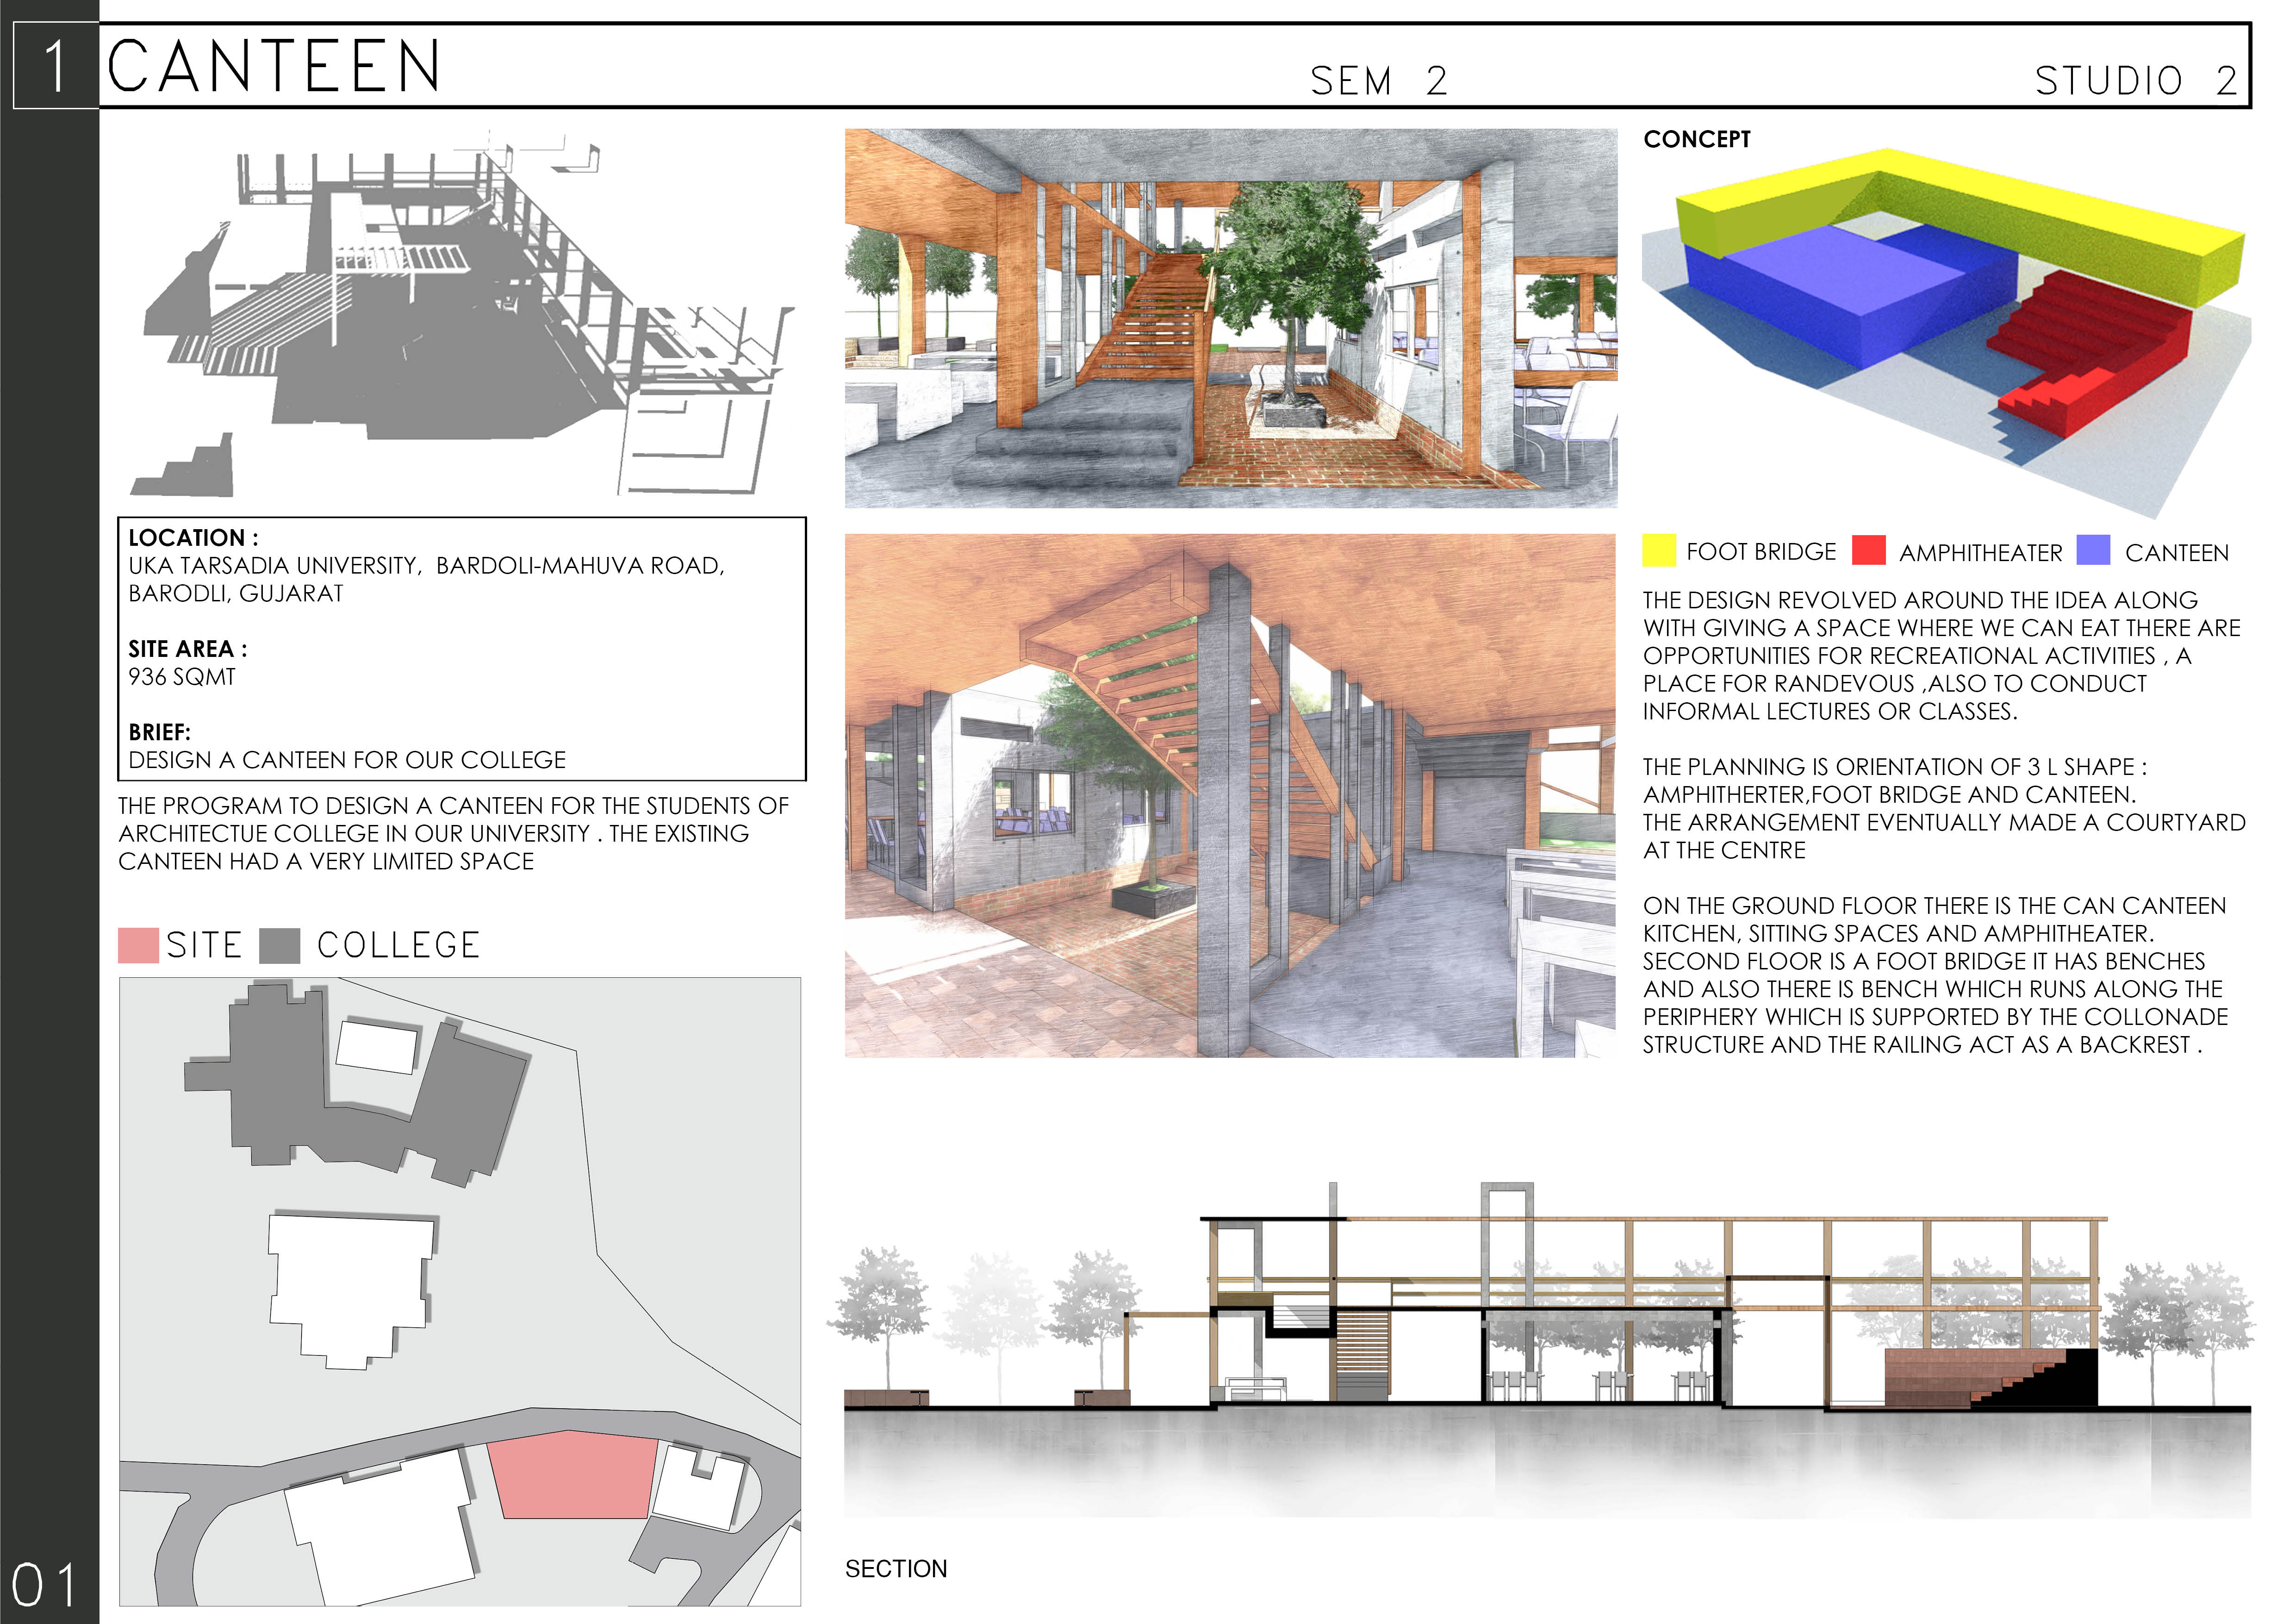 1 CANTEEN
SEM 2
STUDIO 2
LOCATION :
UKA TARSADIA UNIVERSITY, BARDOLI-MAHUVA ROAD,
BARODLI, GUJARAT
SITE AREA :
936 SQMT
BRIEF:
DESIGN A CANTEEN FOR OUR COLLEGE
THE PROGRAM TO DESIGN A CANTEEN FOR THE STUDENTS OF
ARCHITECTUE COLLEGE IN OUR UNIVERSITY . THE EXISTING
CANTEEN HAD A VERY LIMITED SPACE
SITE
COLLEGE
CONCEPT
FOOT BRIDGE
AMPHITHEATER
CANTEEN
THE DESIGN REVOLVED AROUND THE IDEA ALONG
WITH GIVING A SPACE WHERE WE CAN EAT THERE ARE
OPPORTUNITIES FOR RECREATIONAL ACTIVITIES , A
PLACE FOR RANDEVOUS ,ALSO TO CONDUCT
INFORMAL LECTURES OR CLASSES.
THE PLANNING IS ORIENTATION OF 3 L SHAPE :
AMPHITHERTER,FOOT BRIDGE AND CANTEEN.
THE ARRANGEMENT EVENTUALLY MADE A COURTYARD
AT THE CENTRE
ON THE GROUND FLOOR THERE IS THE CAN CANTEEN
KITCHEN, SITTING SPACES AND AMPHITHEATER.
SECOND FLOOR IS A FOOT BRIDGE IT HAS BENCHES
AND ALSO THERE IS BENCH WHICH RUNS ALONG THE
PERIPHERY WHICH IS SUPPORTED BY THE COLLONADE
STRUCTURE AND THE RAILING ACT AS A BACKREST .
SECTION
01